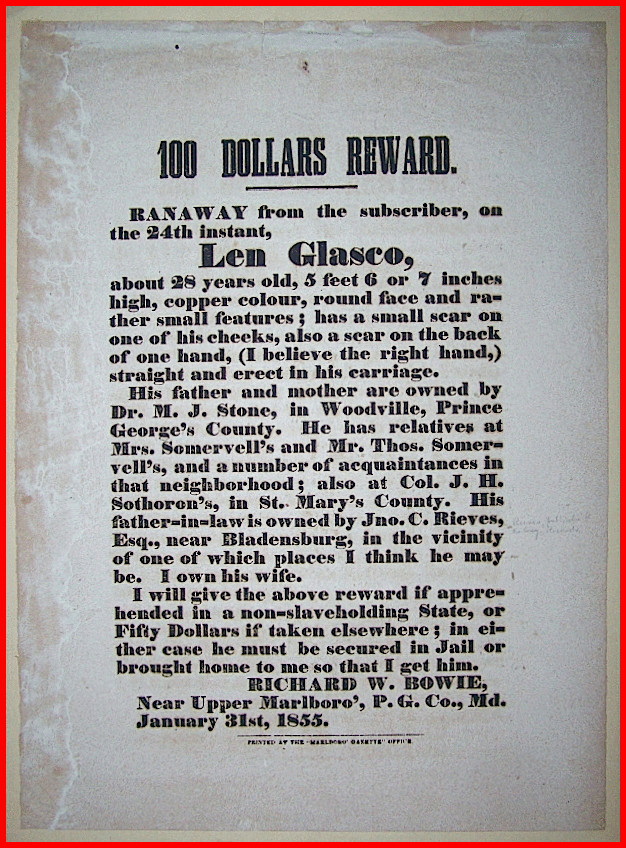 100 DOLLARS REWARD.
RANAWAY from the subscriber, on
the 24th instant,
Len Glasco,
about 28 years old, 5 feet 6 or 7 inches
high, copper colour, round face and ra-
ther small features; has a small scar on
one of his cheeks, also a scar on the back
of one hand, (I believe the right hand,)
straight and erect in his carriage.
His father and mother are owned by
Dr. M. J. Stone, in Woodville, Prince
George's County. He has relatives at
Mrs. Somervell's and Mr. Thos. Somer-
vell's, and a number of acquaintances in
that neighborhood; also at Col. J. H.
Sothoron's, in St. Mary's County. His
father-in-law is owned by Jno. C. Rieves,
Esq., near Bladensburg, in the vicinity
of one of which places I think he may
be. I own his wife.
I will give the above reward if appre-
hended in a non-slaveholding State, or
Fifty Dollars if taken elsewhere; in ei-
ther case he must be secured in Jail or
brought home to me so that I get him.
RICHARD W. BOWIE,
Near Upper Marlboro', P. G. Co., Md.
January 31st, 1855.
PRINTED AT THE "MARLBORO' GAZETTE" OFFICE.